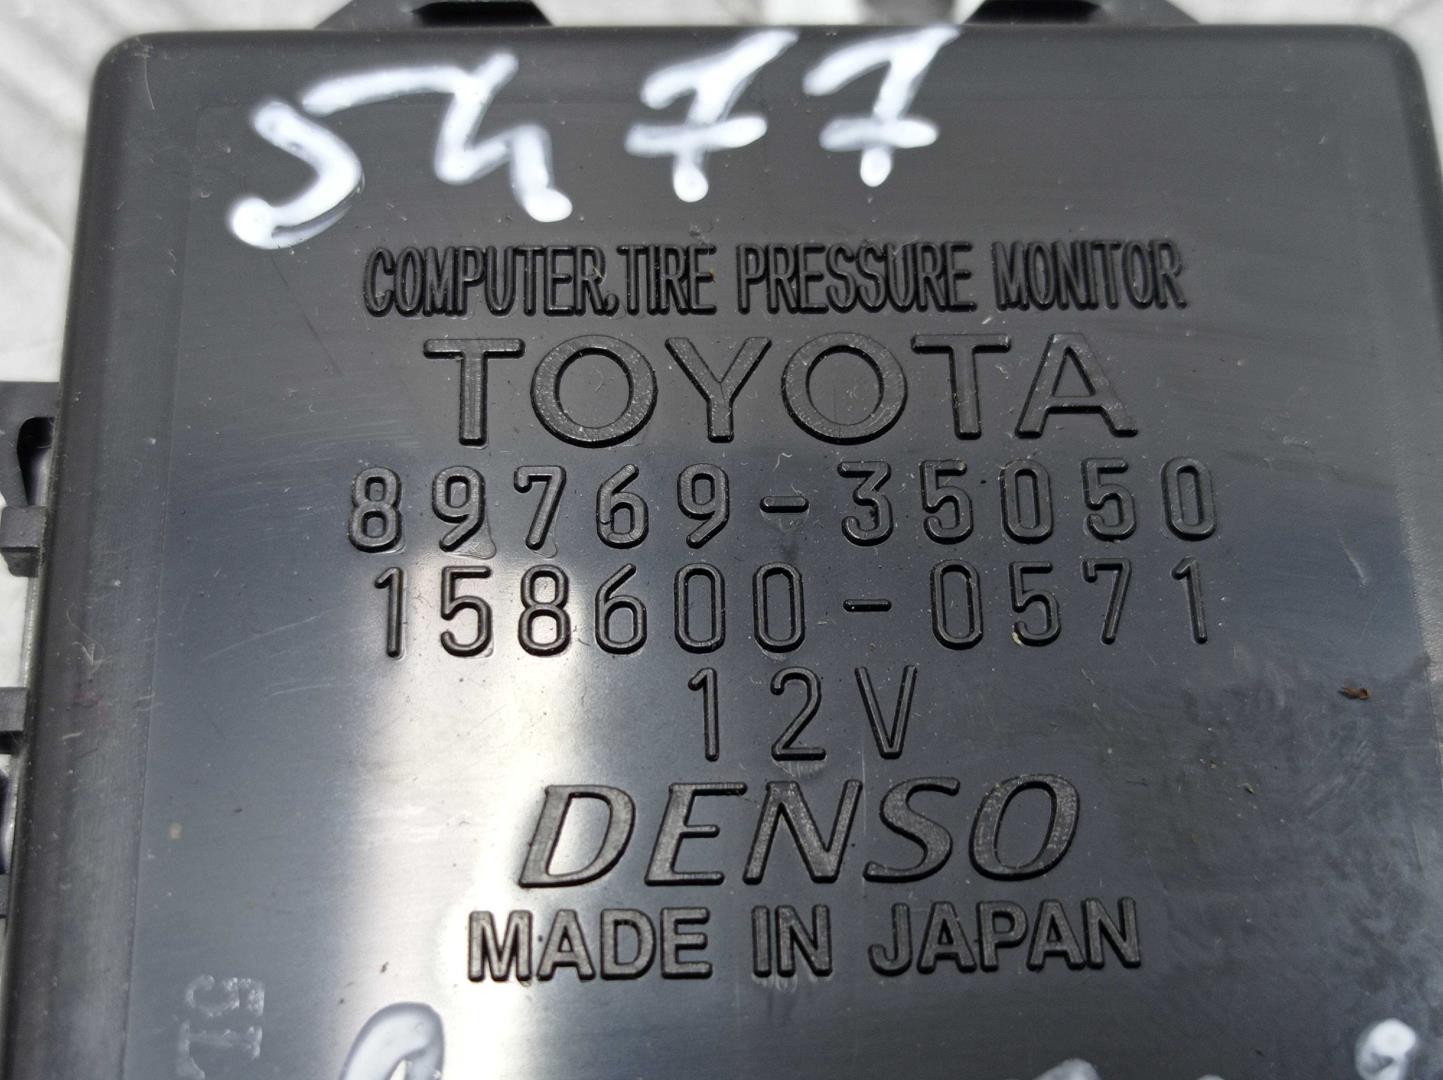 5477
COMPUTER,TIRE PRESSURE MONITOR
TOYOTA
89769-35050
158600-0571
12V
DENSO
MADE IN JAPAN